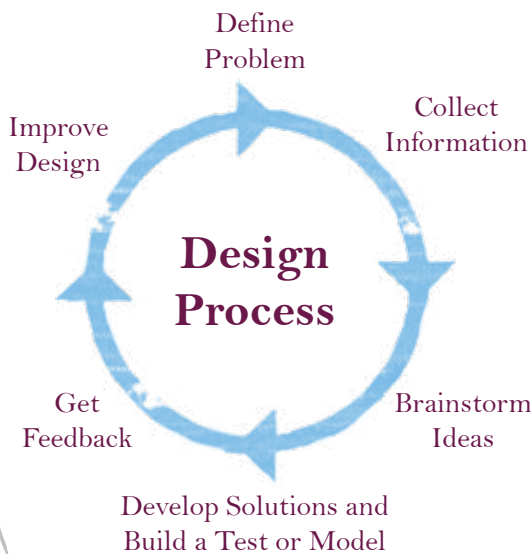 Define
Problem
Collect
Information
Brainstorm
Ideas
Develop Solutions and
Build a Test or Model
Get
Feedback
Improve
Design
Design
Process